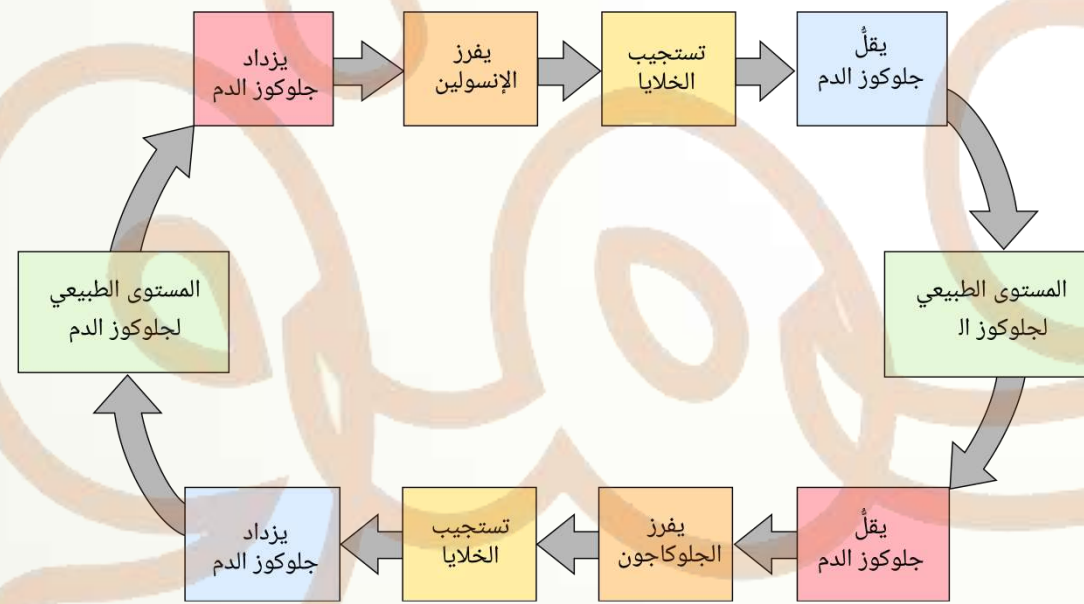 يزداد
جلوكوز الدم
يفرز
الإنسولين
تستجيب
الخلايا
يقلُّ
جلوكوز الدم
المستوى الطبيعي
لجلوكوز ال
يقلُّ
جلوكوز الدم
يفرز
الجلوكاجون
تستجيب
الخلايا
يزداد
جلوكوز الدم
المستوى الطبيعي
لجلوكوز الدم